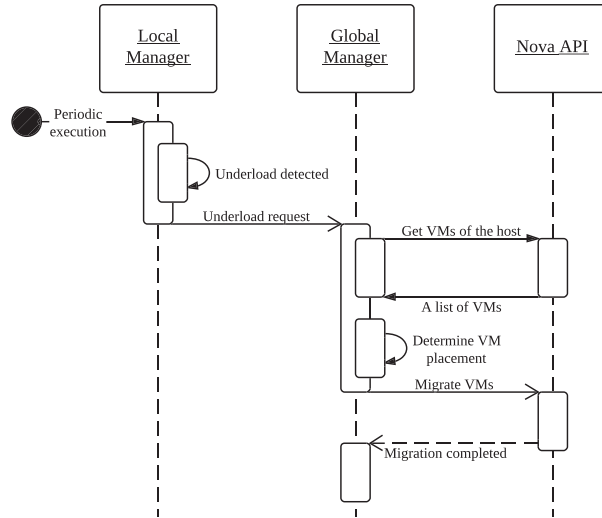 Local
Manager
Global
Manager
Nova API
Periodic
execution
Underload detected
Underload request
Get VMs of the host
A list of VMs
Determine VM
placement
Migrate VMs
Migration completed